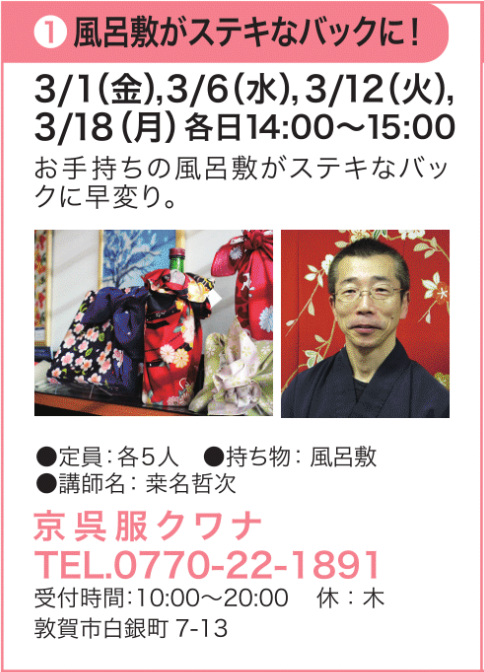 ① 風呂敷がステキなバックに!
3/1(金),3/6(水),3/12(火),
3/18(月)各日14:00〜15:00
お手持ちの風呂敷がステキなバッ
クに早変り。
●定員:各5人 ●持ち物:風呂敷
●講師名:桒名哲次
京呉服クワナ
TEL.0770-22-1891
受付時間:10:00〜20:00 休:木
敦賀市白銀町7-13